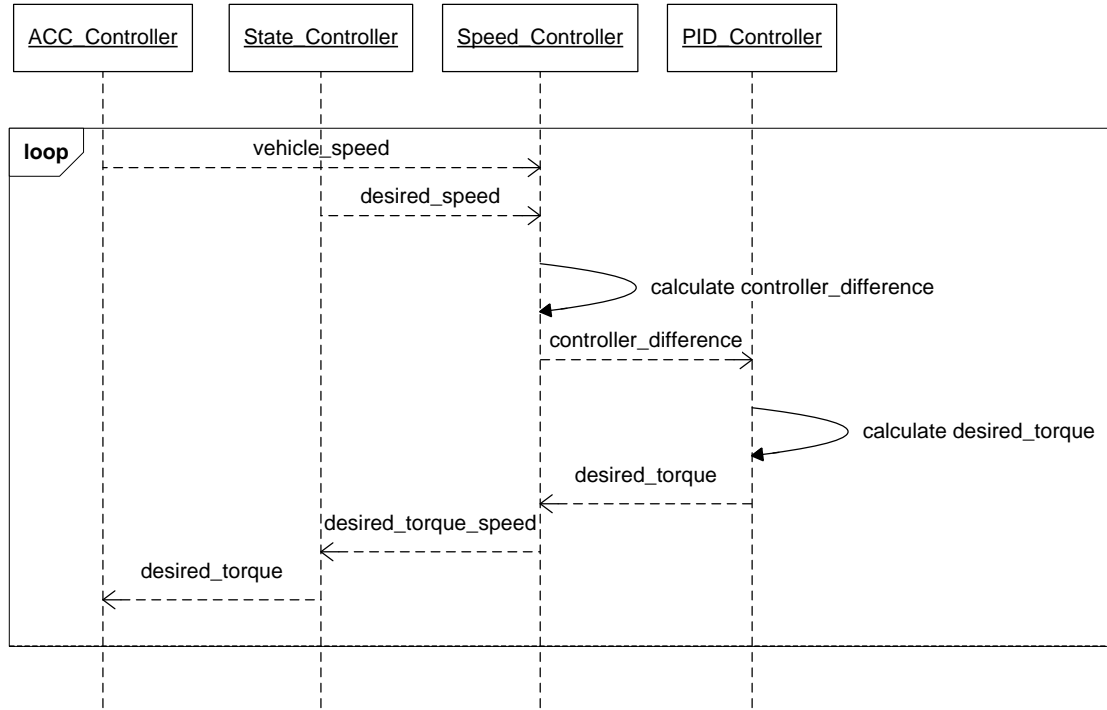 ACC_Controller
State_Controller
Speed_Controller
PID_Controller
loop
vehicle_speed
desired_speed
calculate controller_difference
controller_difference
calculate desired_torque
desired_torque
desired_torque_speed
desired_torque